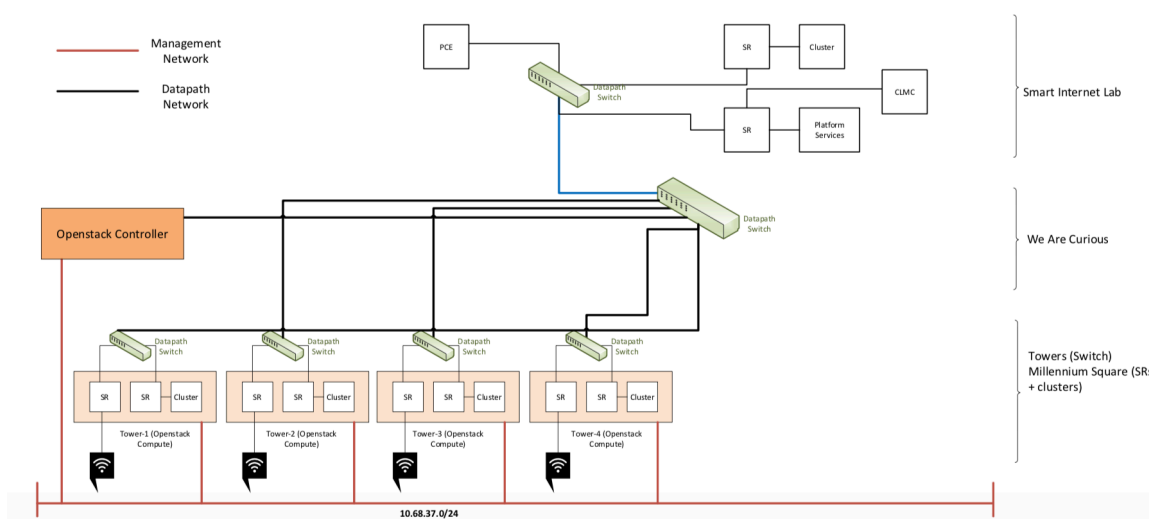 Management
Network
Datapath
Network
PCE
SR
Cluster
Datapath
Switch
CLMC
SR
Platform
Services
Smart Internet Lab
Openstack Controller
Datapath
Switch
We Are Curious
Datapath
Switch
Datapath
Switch
Datapath
Switch
Datapath
Switch
SR
SR
Cluster
SR
SR
Cluster
SR
SR
Cluster
SR
SR
Cluster
Tower-1 (Openstack
Compute)
Tower-2 (Openstack
Compute)
Tower-3 (Openstack
Compute)
Tower-4 (Openstack
Compute)
Towers (Switch)
Millennium Square (SRs
+ clusters)
10.68.37.0/24